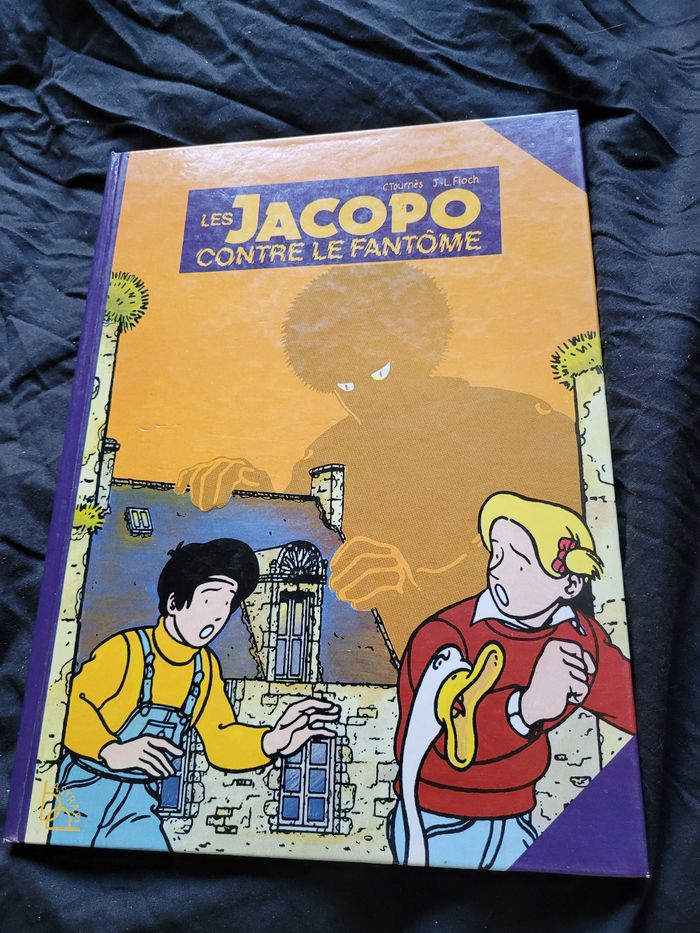 C. Tournès J.-L. Floch
LES JACOPO
CONTRE LE FANTÔME